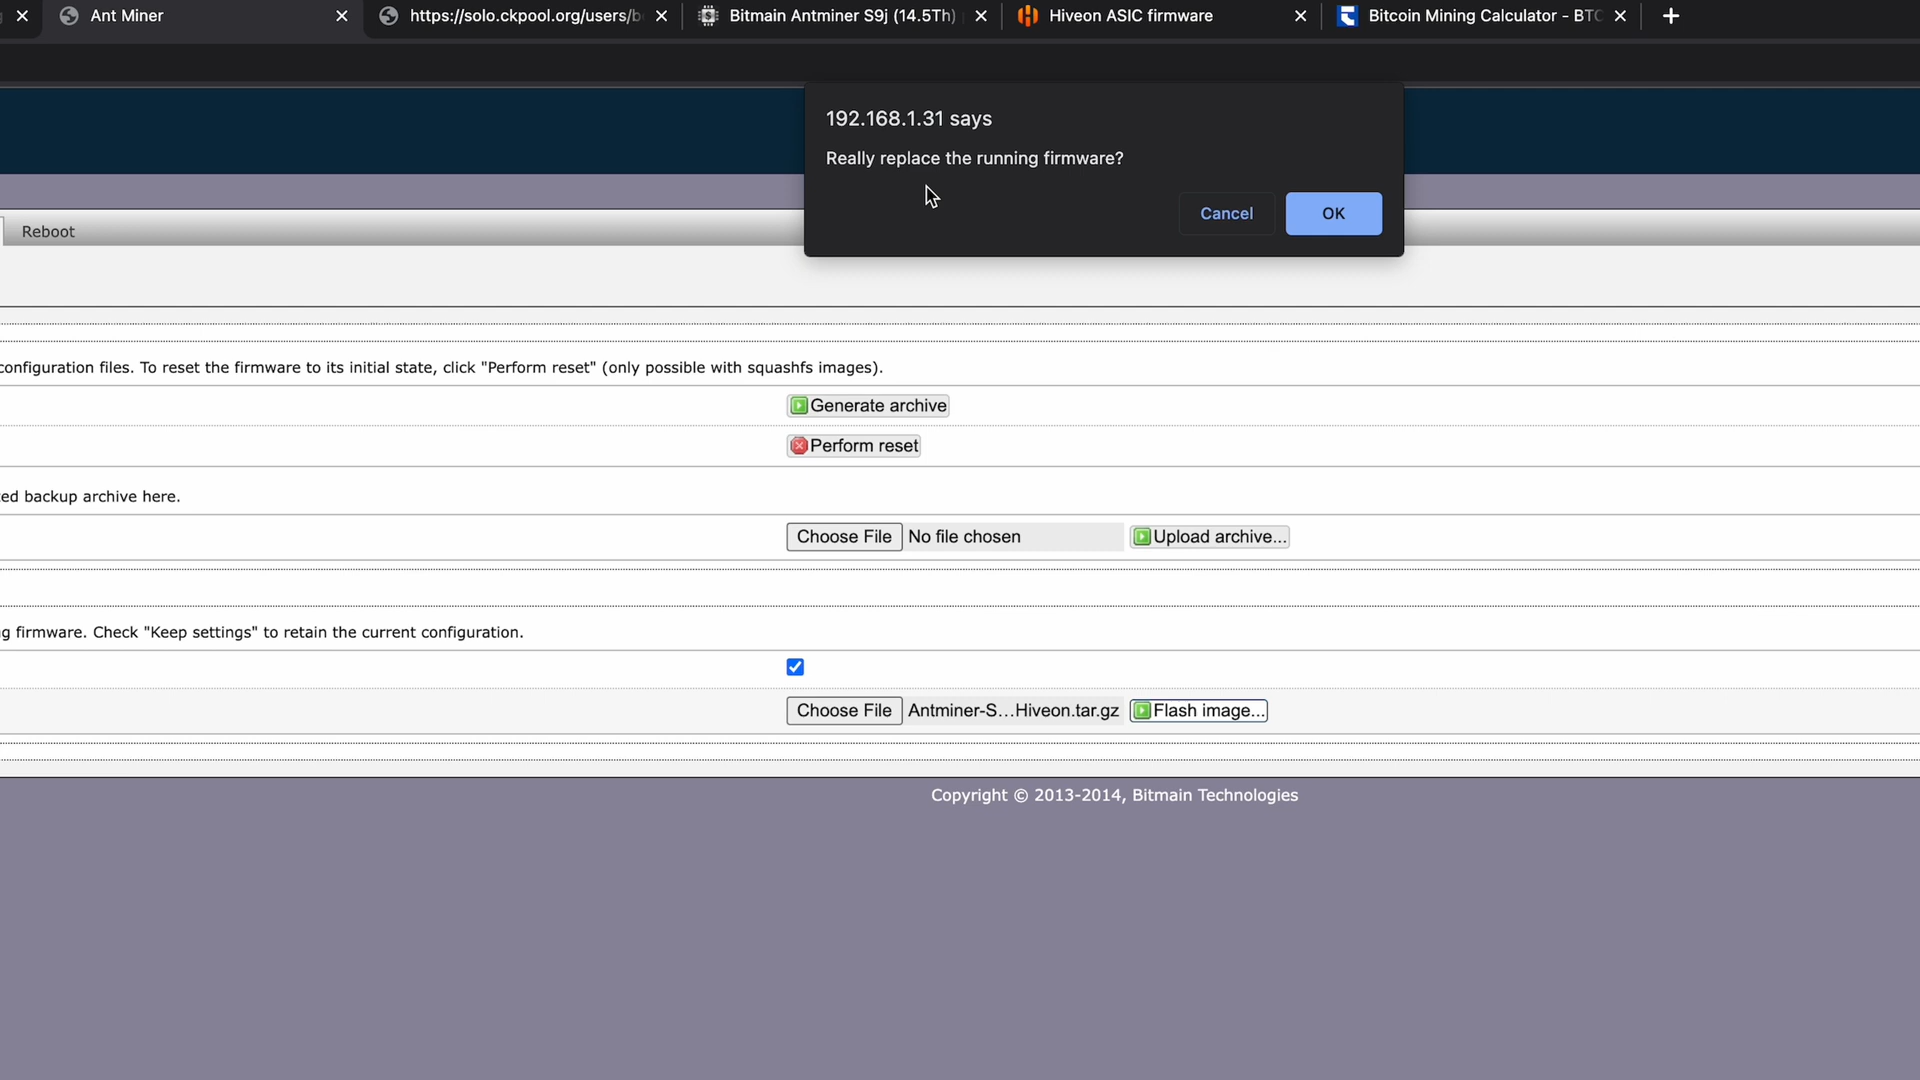 Ant Miner
https://solo.ckpool.org/users/b
Bitmain Antminer S9j (14.5Th)
Hiveon ASIC firmware
Bitcoin Mining Calculator - BTC
192.168.1.31 says
Really replace the running firmware?
Cancel
OK
Reboot
configuration files. To reset the firmware to its initial state, click "Perform reset" (only possible with squashfs images).
Generate archive
Perform reset
ted backup archive here.
Choose File No file chosen Upload archive...
g firmware. Check "Keep settings" to retain the current configuration.
Choose File Antminer-S...Hiveon.tar.gz Flash image...
Copyright © 2013-2014, Bitmain Technologies